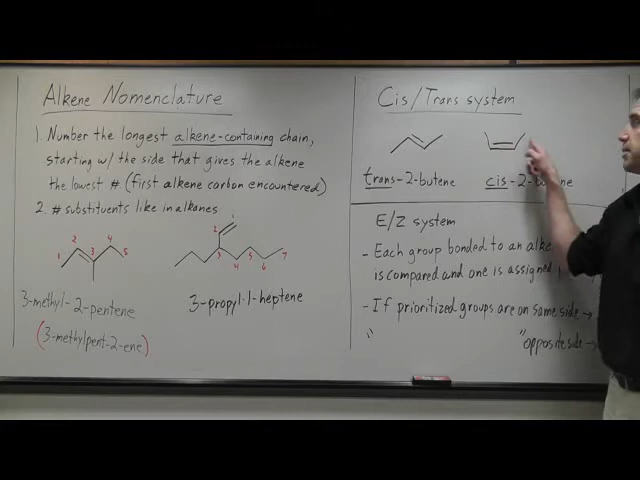 Alkene Nomenclature
1. Number the longest alkene-containing chain,
starting w/ the side that gives the alkene
the lowest # (first alkene carbon encountered)
2. # substituents like in alkanes
1 2 3 4 5
3-methyl-2-pentene
(3-methylpent-2-ene)
1 2 3 4 5 6 7
3-propyl-1-heptene
Cis/Trans system
trans-2-butene
cis-2-butene
E/Z system
- Each group bonded to an alke
is compared and one is assigned
- If prioritized groups are on same side →
" "opposite side →